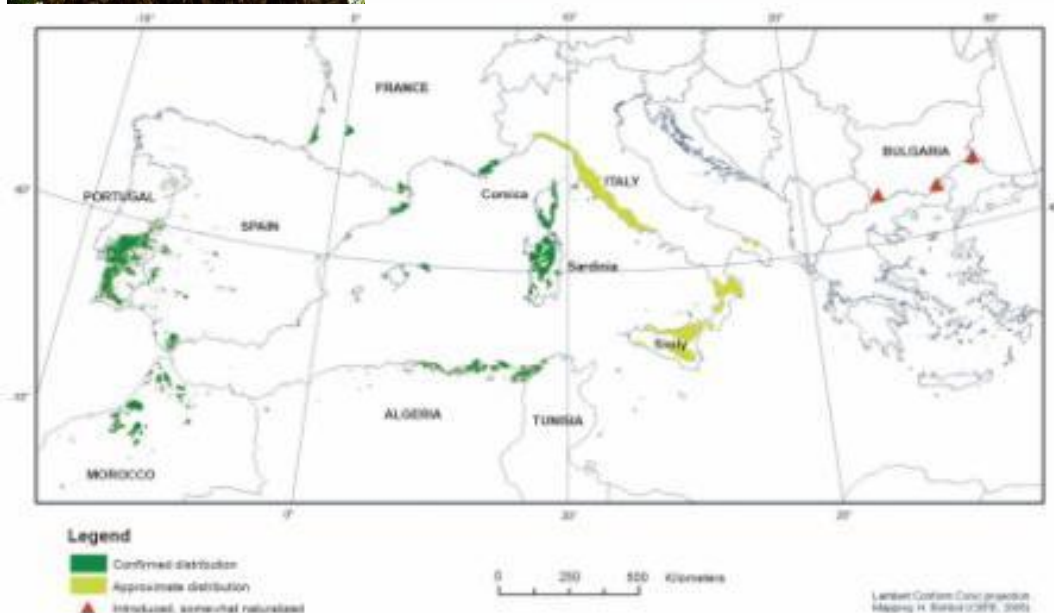 FRANCE
BULGARIA
PORTUGAL
Corsica
ITALY
SPAIN
Sardinia
Sicily
ALGERIA
TUNISIA
MOROCCO
Legend
Confirmed distribution
Approximate distribution
Introduced, somewhat naturalized
0 250 500 Kilometers
Lambert Conform Conic projection